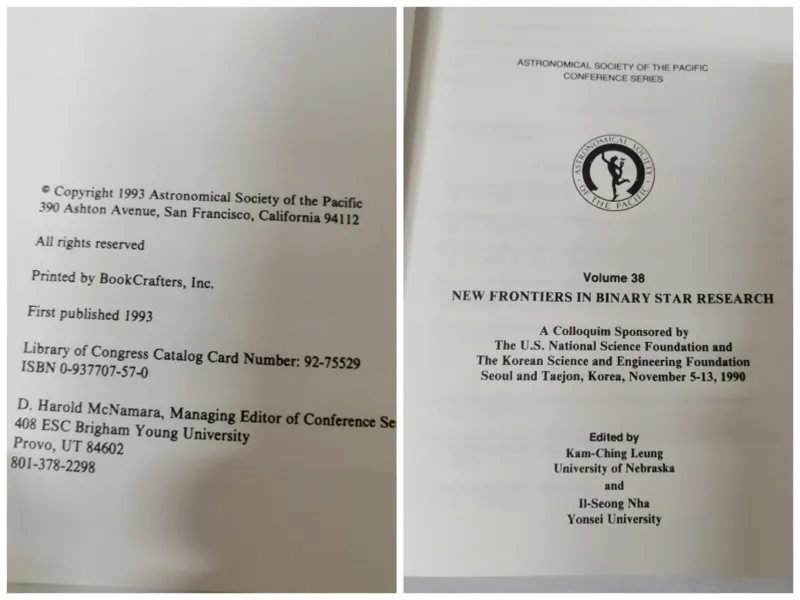 © Copyright 1993 Astronomical Society of the Pacific
390 Ashton Avenue, San Francisco, California 94112
All rights reserved
Printed by BookCrafters, Inc.
First published 1993
Library of Congress Catalog Card Number: 92-75529
ISBN 0-937707-57-0
D. Harold McNamara, Managing Editor of Conference Se
408 ESC Brigham Young University
Provo, UT 84602
801-378-2298
ASTRONOMICAL SOCIETY OF THE PACIFIC
CONFERENCE SERIES
ASTRONOMICAL SOCIETY
OF THE PACIFIC
Volume 38
NEW FRONTIERS IN BINARY STAR RESEARCH
A Colloquim Sponsored by
The U.S. National Science Foundation and
The Korean Science and Engineering Foundation
Seoul and Taejon, Korea, November 5-13, 1990
Edited by
Kam-Ching Leung
University of Nebraska
and
Il-Seong Nha
Yonsei University